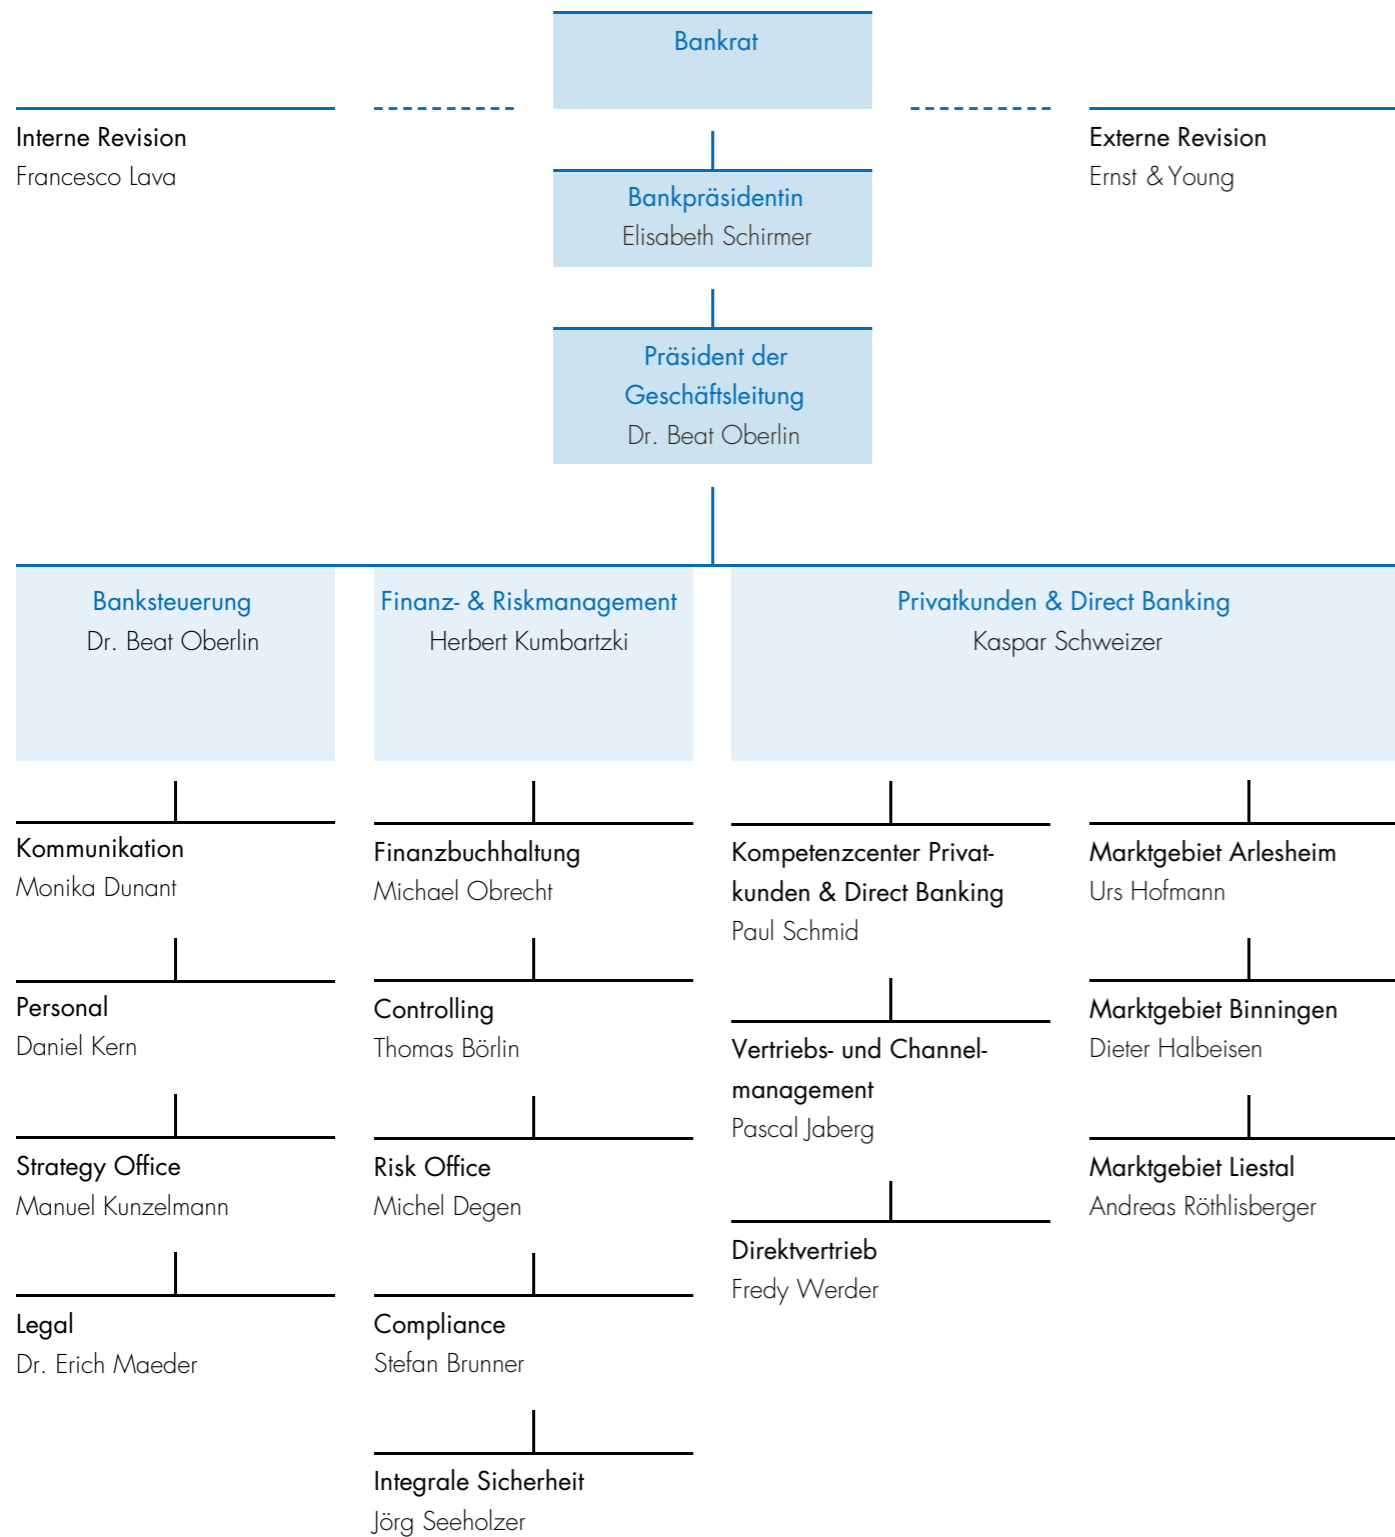 Bankrat
Interne Revision
Francesco Lava
Externe Revision
Ernst & Young
Bankpräsidentin
Elisabeth Schirmer
Präsident der
Geschäftsleitung
Dr. Beat Oberlin
Banksteuerung
Dr. Beat Oberlin
Finanz- & Riskmanagement
Herbert Kumbartzki
Privatkunden & Direct Banking
Kaspar Schweizer
Kommunikation
Monika Dunant
Personal
Daniel Kern
Strategy Office
Manuel Kunzelmann
Legal
Dr. Erich Maeder
Finanzbuchhaltung
Michael Obrecht
Controlling
Thomas Börlin
Risk Office
Michel Degen
Compliance
Stefan Brunner
Integrale Sicherheit
Jörg Seeholzer
Kompetenzcenter Privat-
kunden & Direct Banking
Paul Schmid
Vertriebs- und Channel-
management
Pascal Jaberg
Direktvertrieb
Fredy Werder
Marktgebiet Arlesheim
Urs Hofmann
Marktgebiet Binningen
Dieter Halbeisen
Marktgebiet Liestal
Andreas Röthlisberger